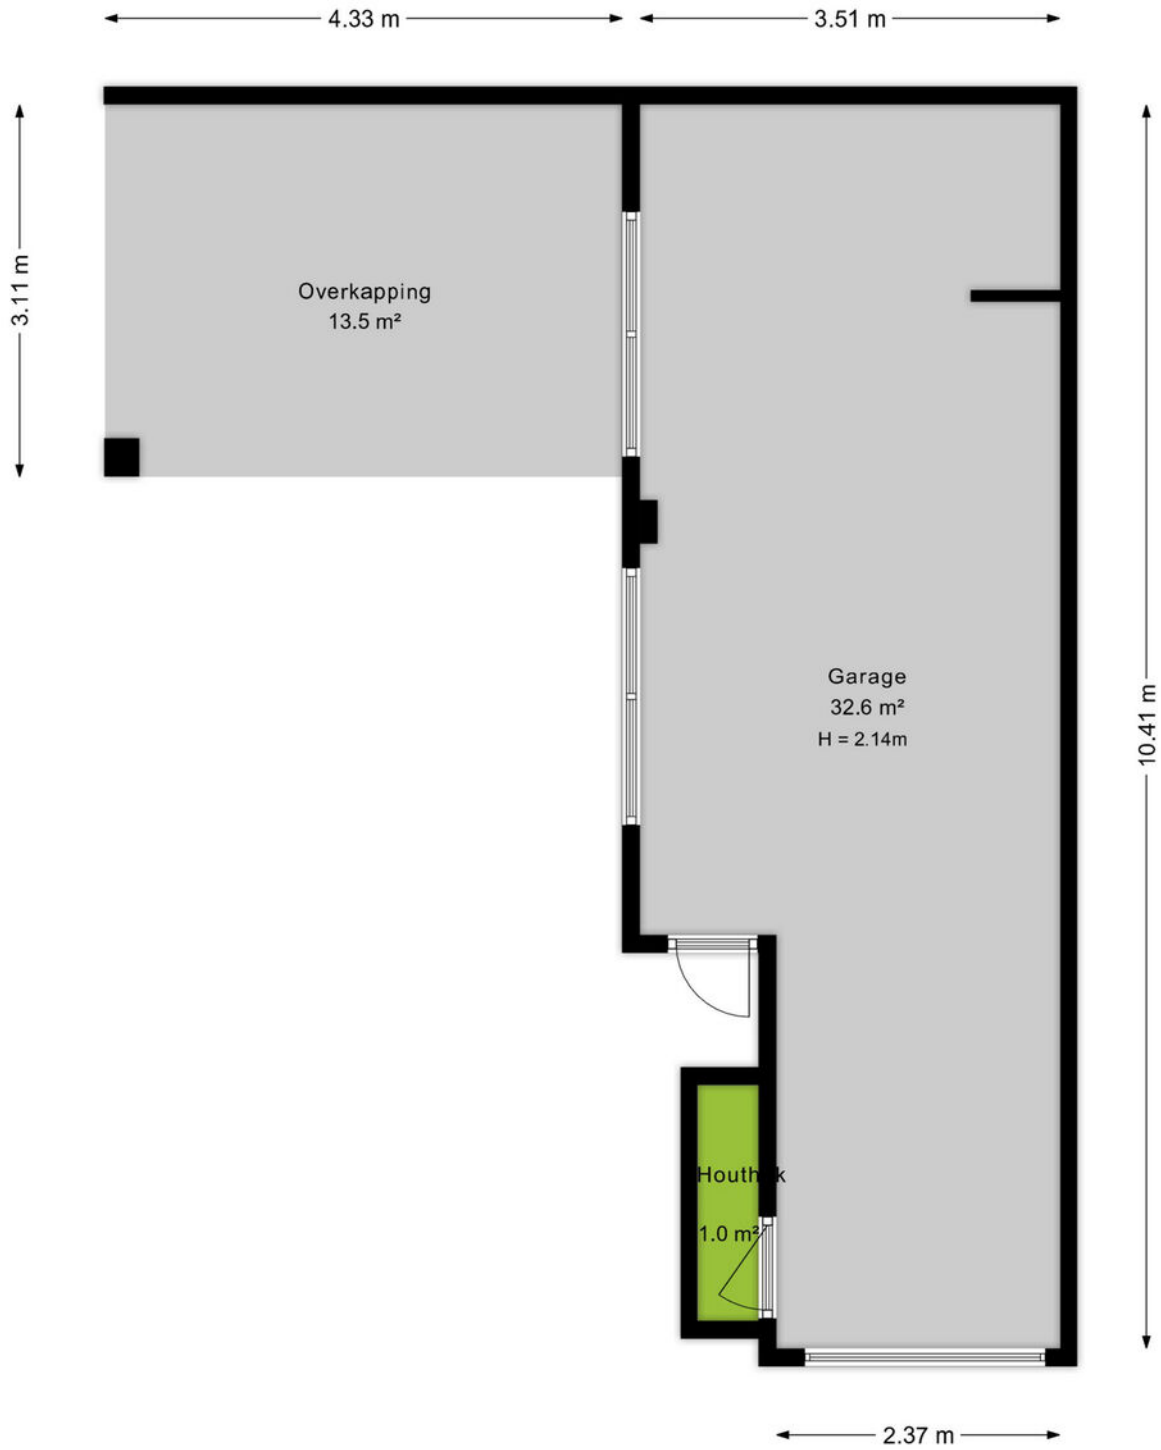 4.33 m
3.51 m
3.11 m
Overkapping
13.5 m²
Garage
32.6 m²
H = 2.14m
10.41 m
1.0 m²
2.37 m